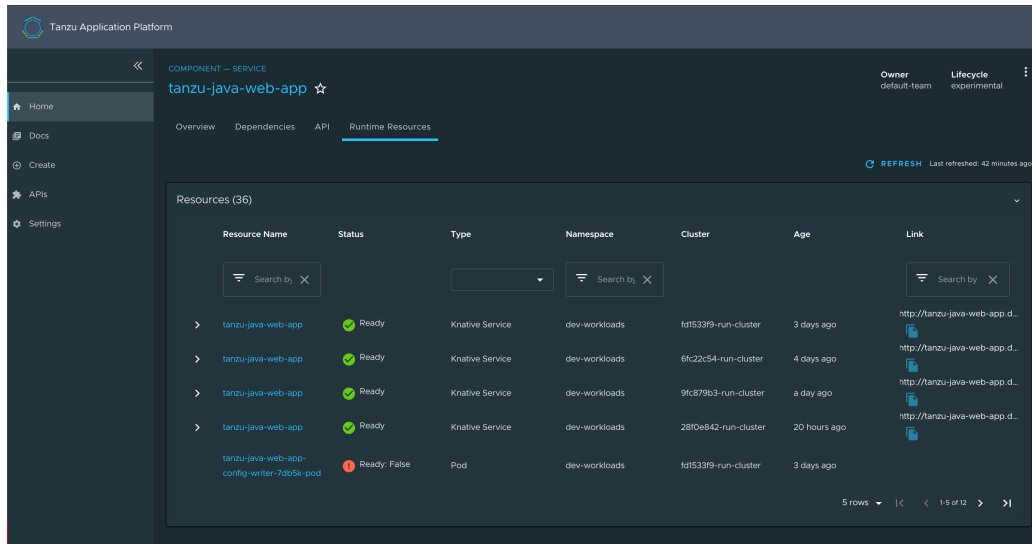 Tanzu Application Platform
Home
Docs
Create
APIs
Settings
COMPONENT — SERVICE
tanzu-java-web-app
Owner
default-team
Lifecycle
experimental
Overview Dependencies API Runtime Resources
REFRESH Last refreshed: 42 minutes ago
Resources (36)
Resource Name Status Type Namespace Cluster Age Link
Search by Search by Search by
tanzu-java-web-app Ready Knative Service dev-workloads fd1533f9-run-cluster 3 days ago http://tanzu-java-web-app.d...
tanzu-java-web-app Ready Knative Service dev-workloads 6fc22c54-run-cluster 4 days ago http://tanzu-java-web-app.d...
tanzu-java-web-app Ready Knative Service dev-workloads 9fc879b3-run-cluster a day ago http://tanzu-java-web-app.d...
tanzu-java-web-app Ready Knative Service dev-workloads 28f0e842-run-cluster 20 hours ago http://tanzu-java-web-app.d...
tanzu-java-web-app-
config-writer-7db5k-pod Ready: False Pod dev-workloads fd1533f9-run-cluster 3 days ago
5 rows 1-5 of 12